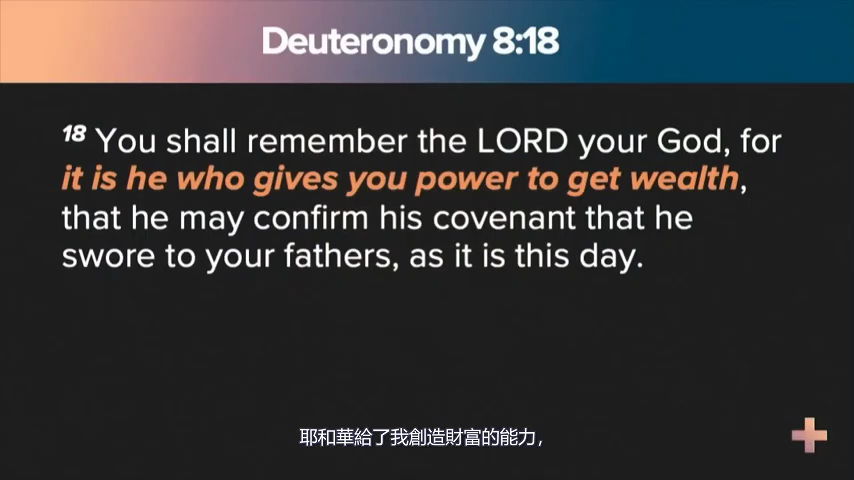 Deuteronomy 8:18
18 You shall remember the LORD your God, for
it is he who gives you power to get wealth,
that he may confirm his covenant that he
swore to your fathers, as it is this day.
耶和華給了我創造財富的能力，